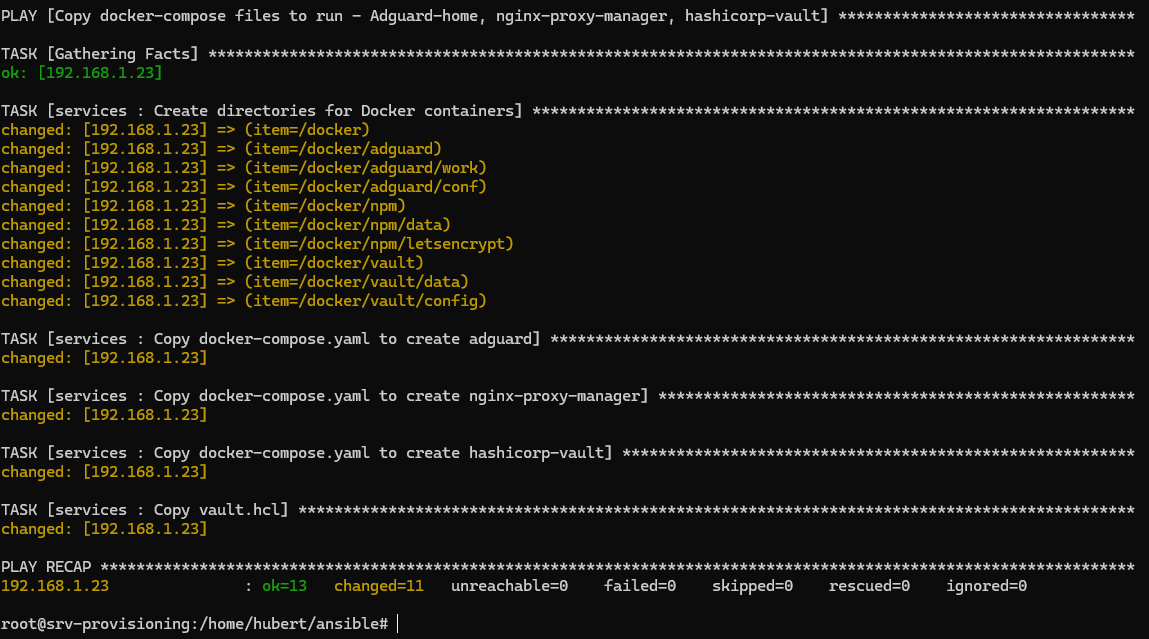 PLAY [Copy docker-compose files to run - Adguard-home, nginx-proxy-manager, hashicorp-vault] *********************************
TASK [Gathering Facts] *******************************************************************************************************
ok: [192.168.1.23]
TASK [services : Create directories for Docker containers] *******************************************************************
changed: [192.168.1.23] => (item=/docker)
changed: [192.168.1.23] => (item=/docker/adguard)
changed: [192.168.1.23] => (item=/docker/adguard/work)
changed: [192.168.1.23] => (item=/docker/adguard/conf)
changed: [192.168.1.23] => (item=/docker/npm)
changed: [192.168.1.23] => (item=/docker/npm/data)
changed: [192.168.1.23] => (item=/docker/npm/letsencrypt)
changed: [192.168.1.23] => (item=/docker/vault)
changed: [192.168.1.23] => (item=/docker/vault/data)
changed: [192.168.1.23] => (item=/docker/vault/config)
TASK [services : Copy docker-compose.yaml to create adguard] *****************************************************************
changed: [192.168.1.23]
TASK [services : Copy docker-compose.yaml to create nginx-proxy-manager] *****************************************************
changed: [192.168.1.23]
TASK [services : Copy docker-compose.yaml to create hashicorp-vault] *********************************************************
changed: [192.168.1.23]
TASK [services : Copy vault.hcl] *********************************************************************************************
changed: [192.168.1.23]
PLAY RECAP *******************************************************************************************************************
192.168.1.23               : ok=13   changed=11   unreachable=0    failed=0    skipped=0    rescued=0    ignored=0
root@srv-provisioning:/home/hubert/ansible#